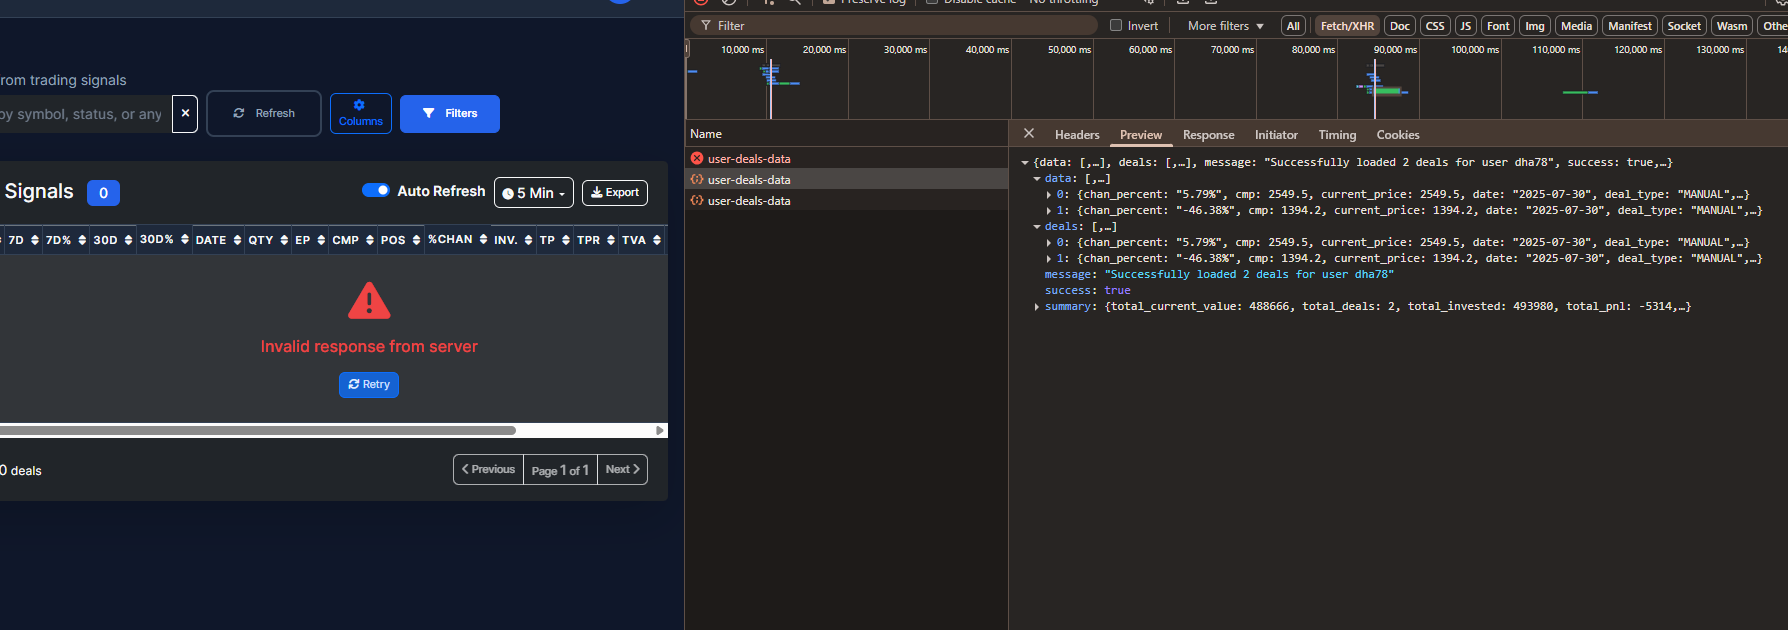 Preserve log
Disable cache
No throttling
Filter
Invert
More filters
All
Fetch/XHR
Doc
CSS
JS
Font
Img
Media
Manifest
Socket
Wasm
Othe
10,000 ms
20,000 ms
30,000 ms
40,000 ms
50,000 ms
60,000 ms
70,000 ms
80,000 ms
90,000 ms
100,000 ms
110,000 ms
120,000 ms
130,000 ms
14
rom trading signals
by symbol, status, or any
×
Refresh
Columns
Filters
Signals
0
Auto Refresh
5 Min
Export
7D
7D%
30D
30D%
DATE
QTY
EP
CMP
POS
%CHAN
INV.
TP
TPR
TVA
Invalid response from server
Retry
0 deals
Previous
Page 1 of 1
Next
Name
user-deals-data
user-deals-data
user-deals-data
Headers
Preview
Response
Initiator
Timing
Cookies
{data: [,…], deals: [,…], message: "Successfully loaded 2 deals for user dha78", success: true,…}
data: [,…]
0: {chan_percent: "5.79%", cmp: 2549.5, current_price: 2549.5, date: "2025-07-30", deal_type: "MANUAL",…}
1: {chan_percent: "-46.38%", cmp: 1394.2, current_price: 1394.2, date: "2025-07-30", deal_type: "MANUAL",…}
deals: [,…]
0: {chan_percent: "5.79%", cmp: 2549.5, current_price: 2549.5, date: "2025-07-30", deal_type: "MANUAL",…}
1: {chan_percent: "-46.38%", cmp: 1394.2, current_price: 1394.2, date: "2025-07-30", deal_type: "MANUAL",…}
message: "Successfully loaded 2 deals for user dha78"
success: true
summary: {total_current_value: 488666, total_deals: 2, total_invested: 493980, total_pnl: -5314,…}